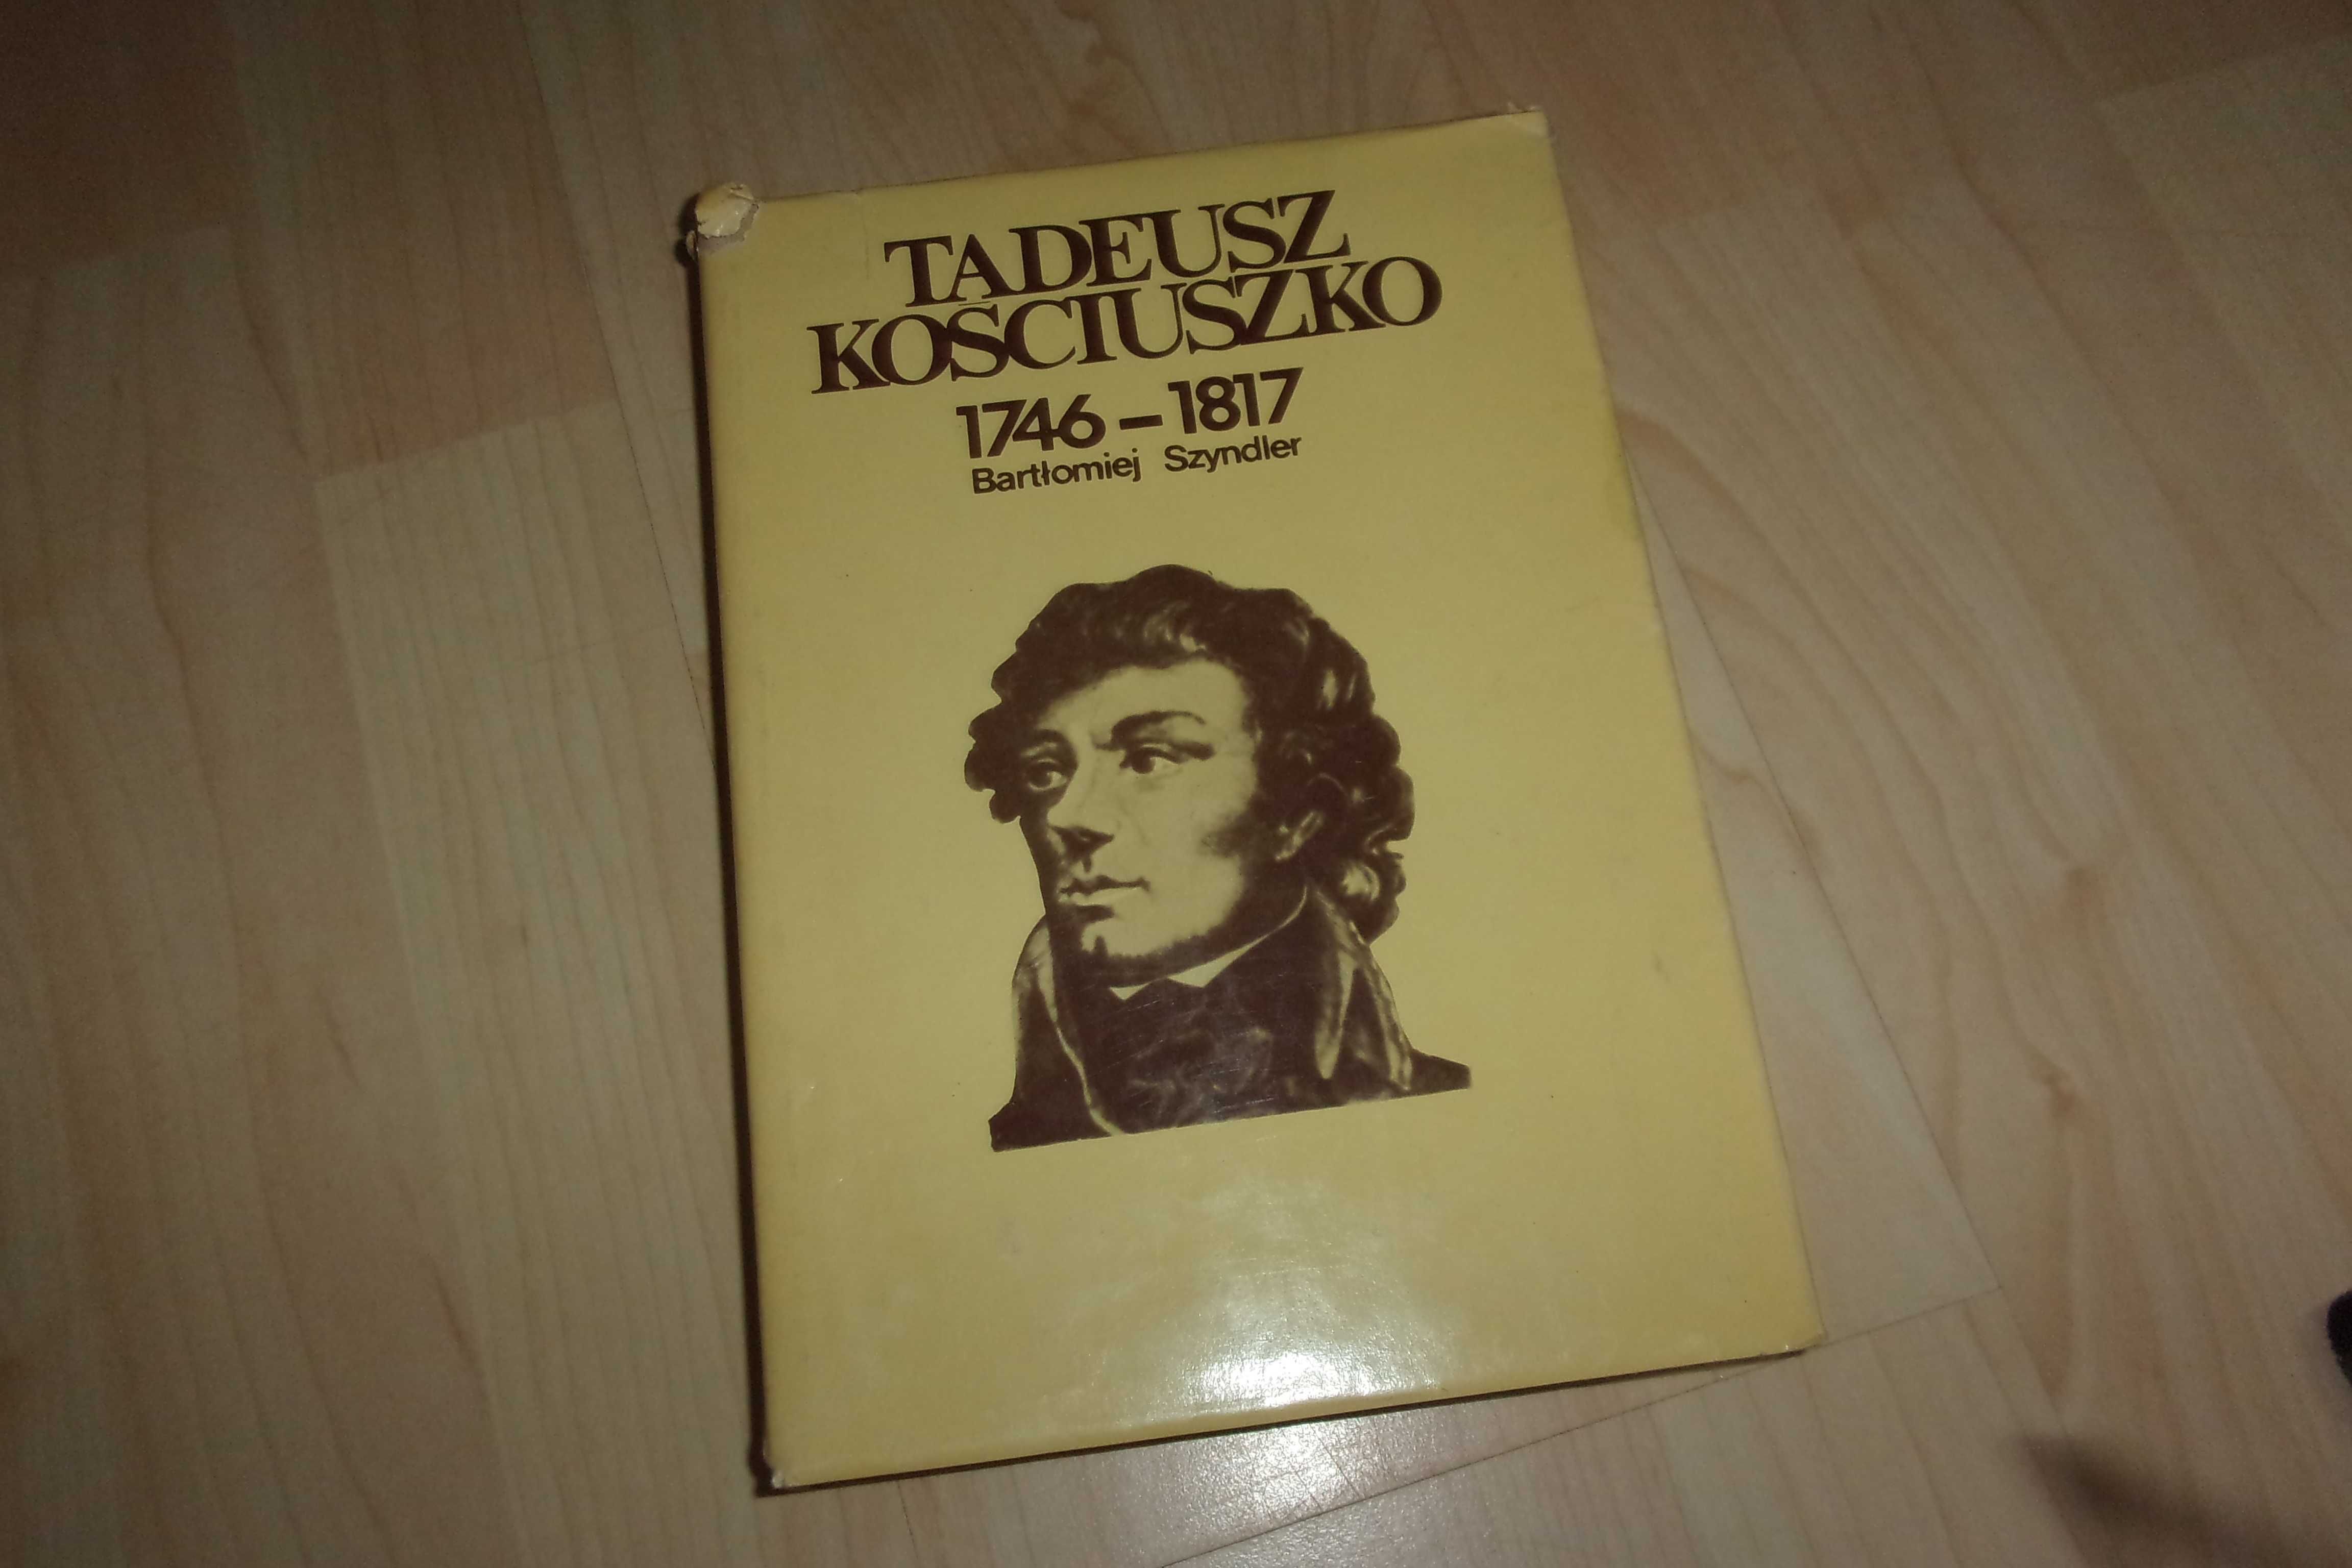 TADEUSZ
KOŚCIUSZKO
1746 – 1817
Bartłomiej Szyndler